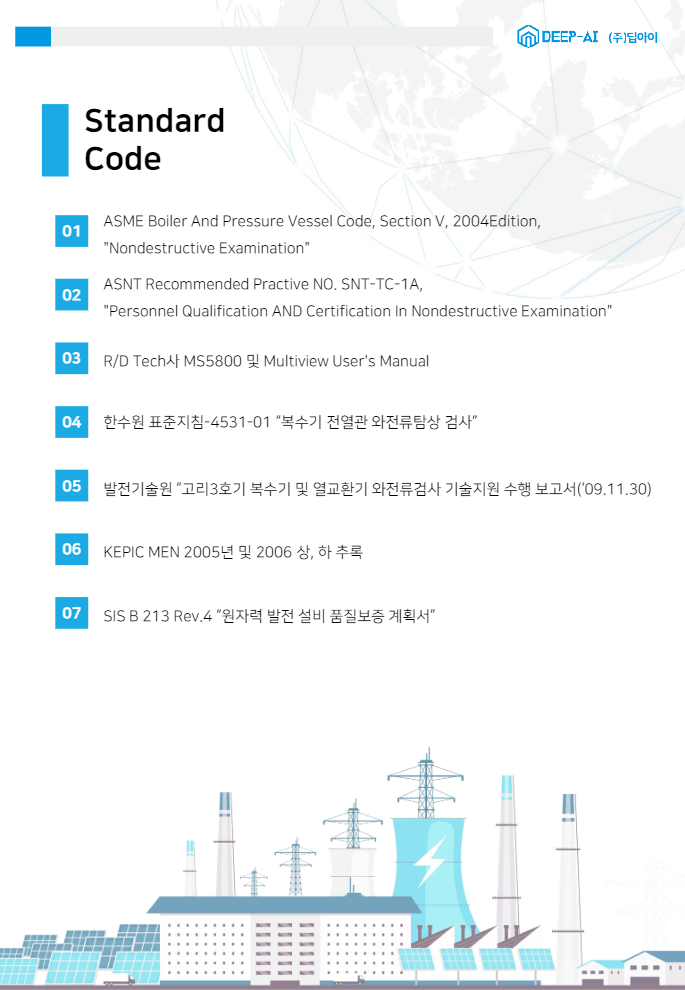 DEEP-AI (주)딥아이
Standard
Code
01 ASME Boiler And Pressure Vessel Code, Section V, 2004Edition,
"Nondestructive Examination"
02 ASNT Recommended Practive NO. SNT-TC-1A,
"Personnel Qualification AND Certification In Nondestructive Examination"
03 R/D Tech사 MS5800 및 Multiview User's Manual
04 한수원 표준지침-4531-01 “복수기 전열관 와전류탐상 검사”
05 발전기술원 “고리3호기 복수기 및 열교환기 와전류검사 기술지원 수행 보고서(’09.11.30)
06 KEPIC MEN 2005년 및 2006 상, 하 추록
07 SIS B 213 Rev.4 “원자력 발전 설비 품질보증 계획서”